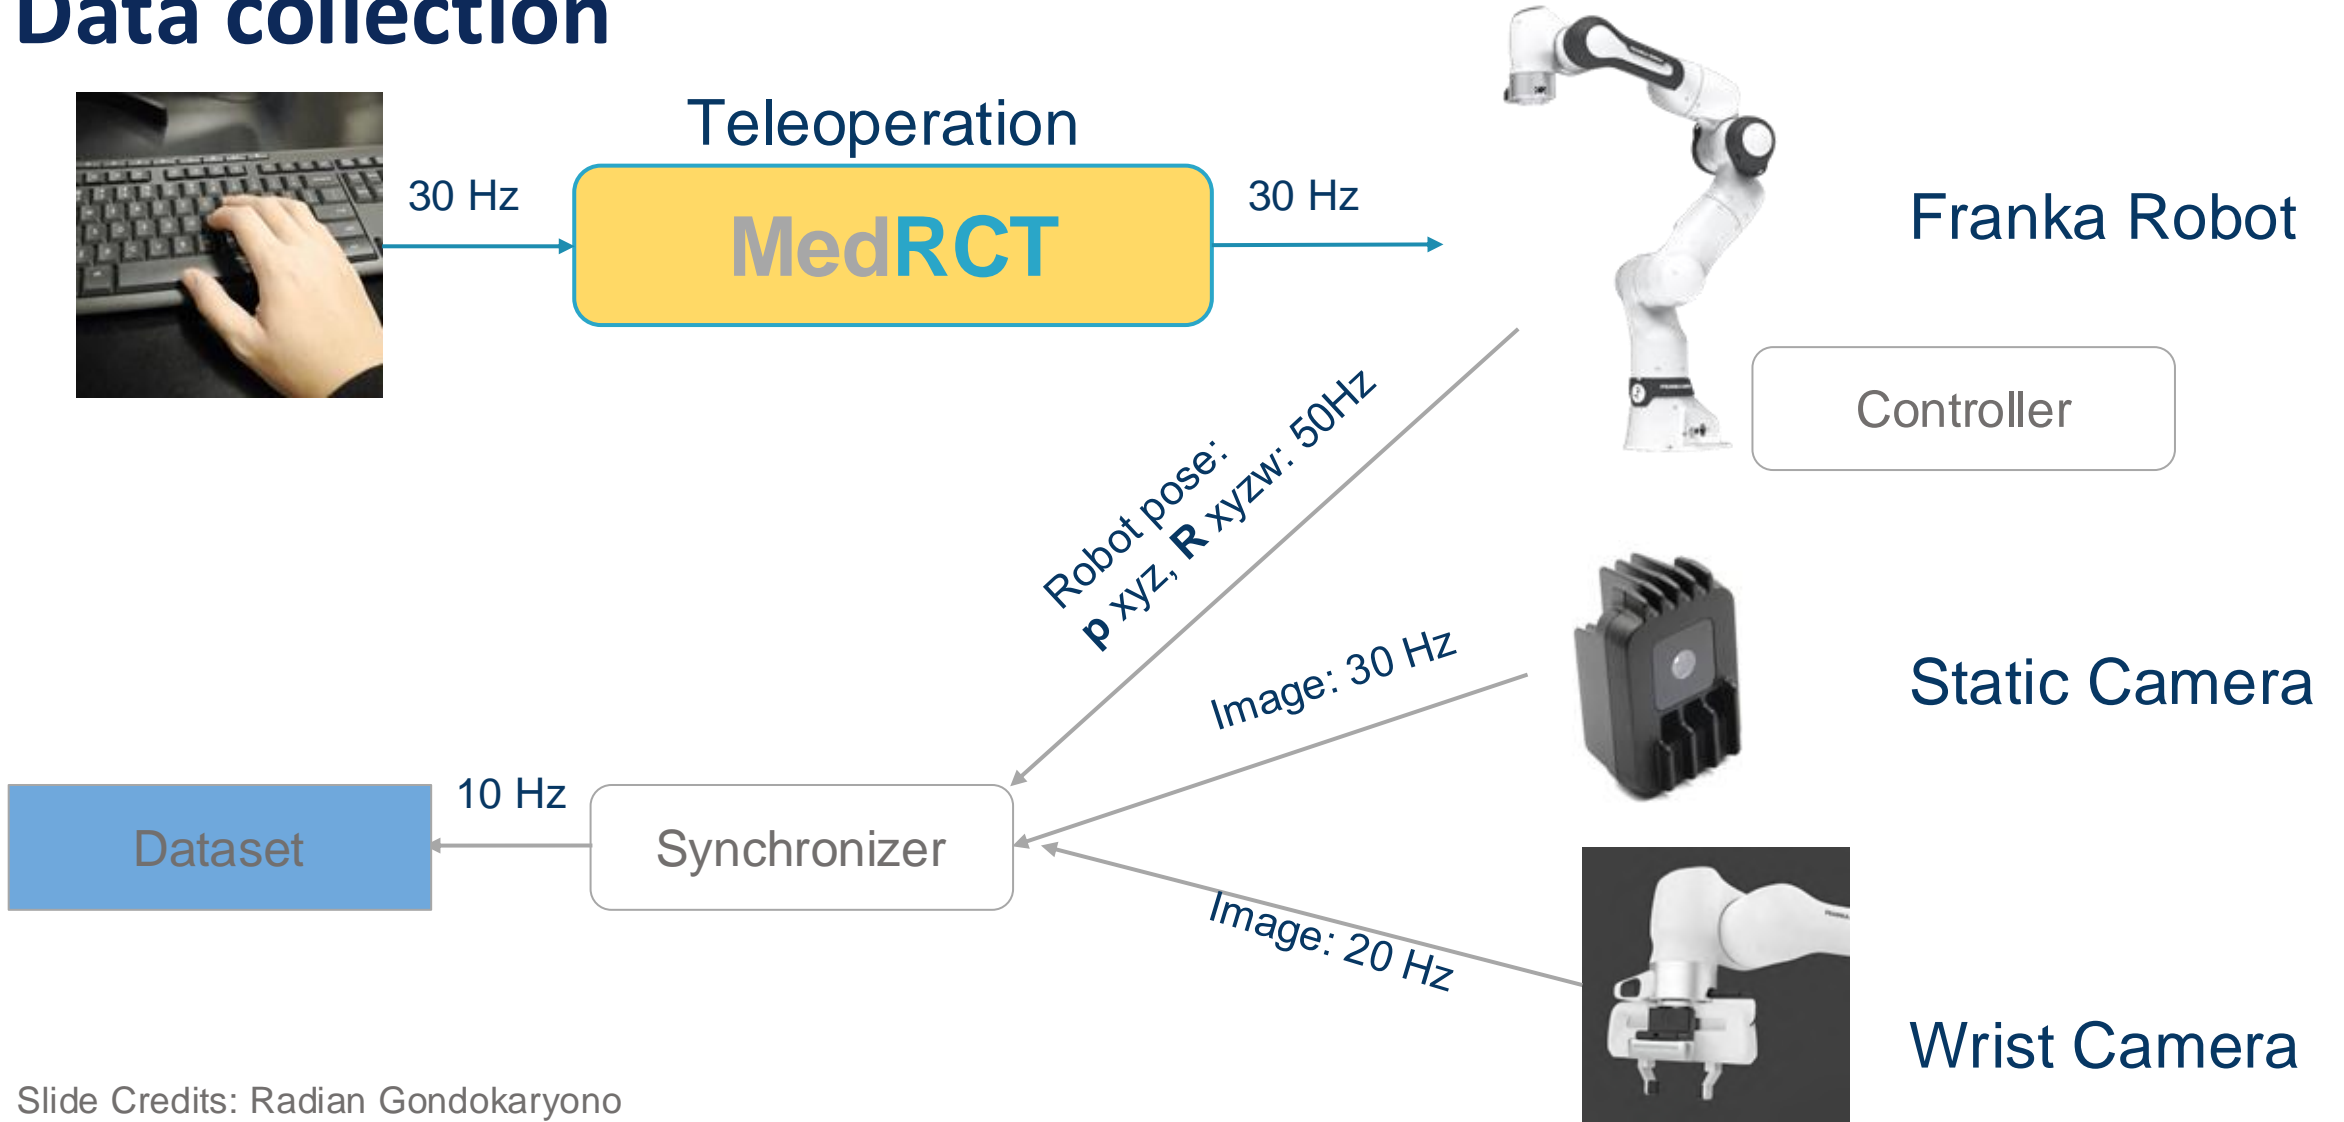 Data collection
Teleoperation
30 Hz
MedRCT
30 Hz
Franka Robot
Controller
Robot pose:
p xyz, R xyzw: 50Hz
Image: 30 Hz
Static Camera
10 Hz
Dataset
Synchronizer
Image: 20 Hz
Wrist Camera
Slide Credits: Radian Gondokaryono